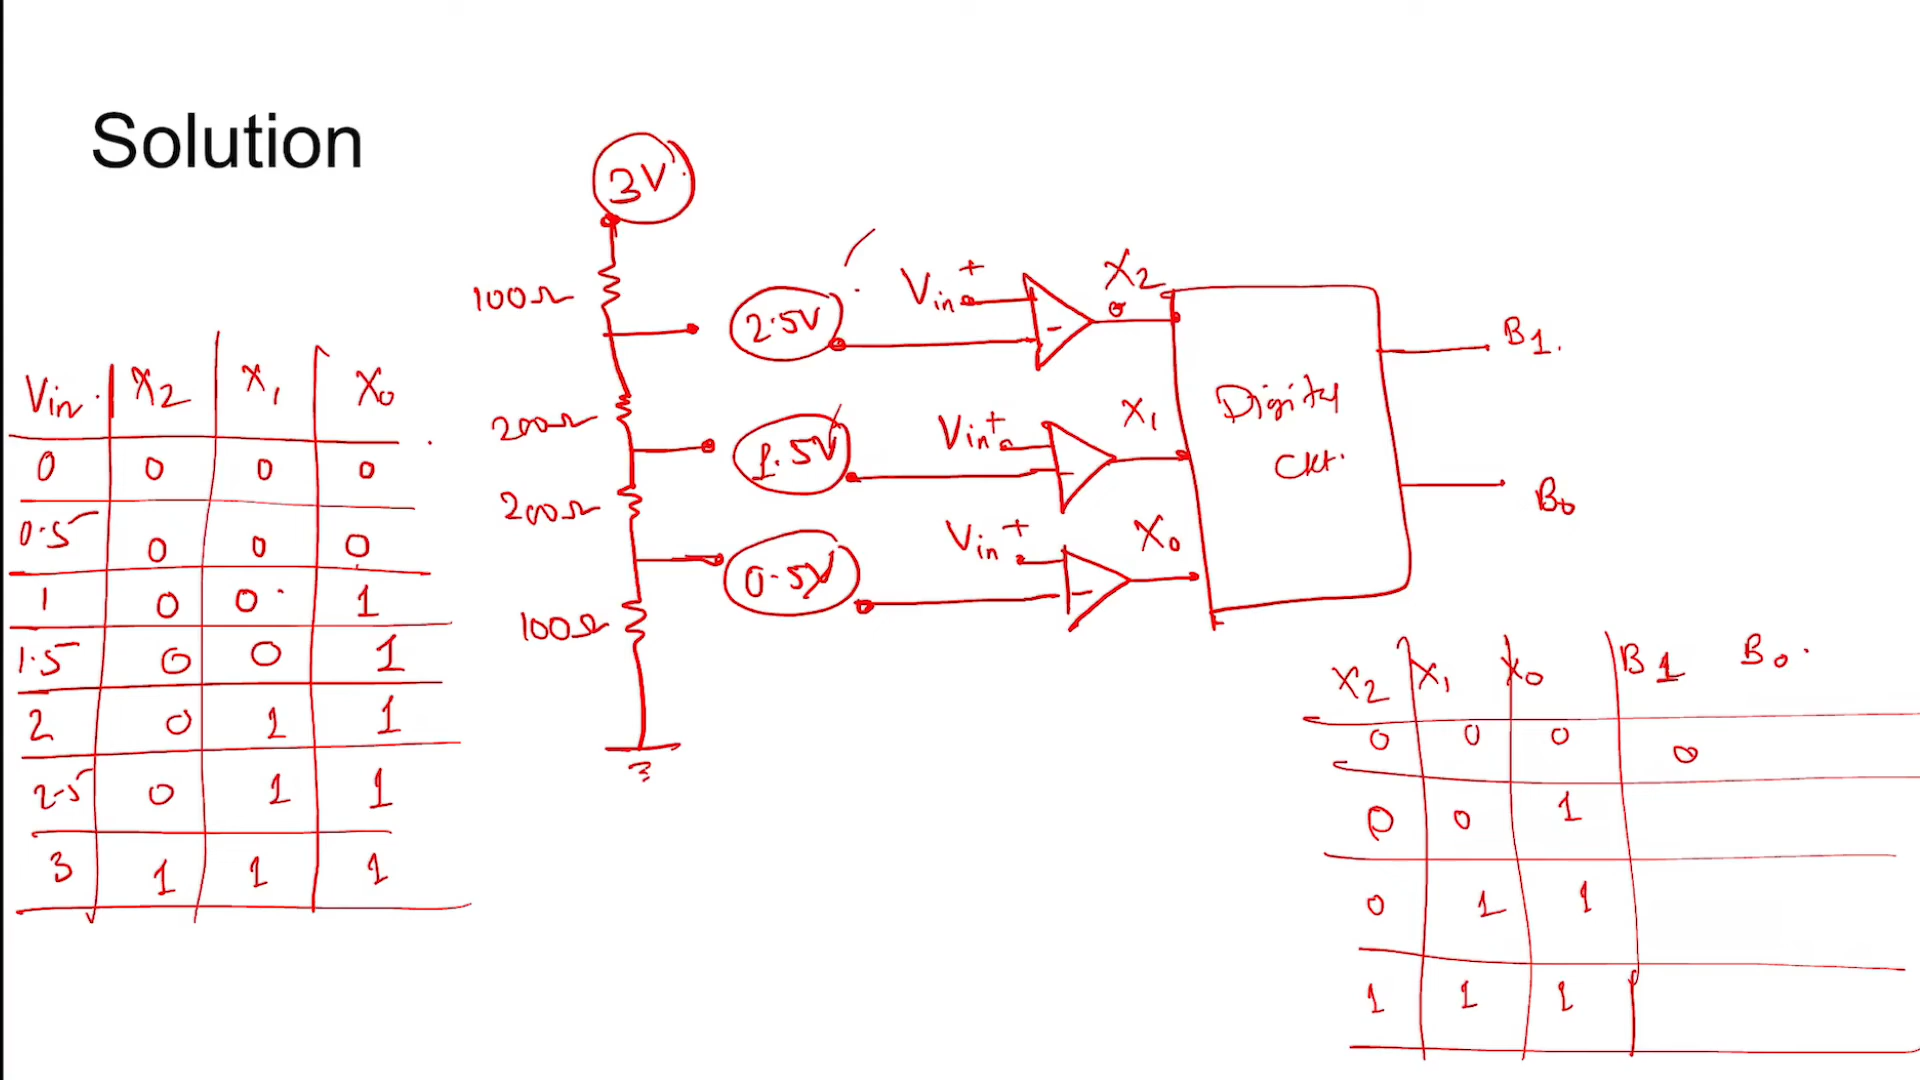 Solution
3V
100Ω
2.5V
Vin +
-
X2
0
200Ω
1.5V
Vin +
-
X1
200Ω
0.5V
Vin +
-
X0
100Ω
Digital
Ckt.
B1.
B0
Vin. X2 X1 X0
0 0 0 0
0.5 0 0 0
1 0 0 1
1.5 0 0 1
2 0 1 1
2.5 0 1 1
3 1 1 1
X2 X1 X0 B1 B0.
0 0 0 0
0 0 1
0 1 1
1 1 1